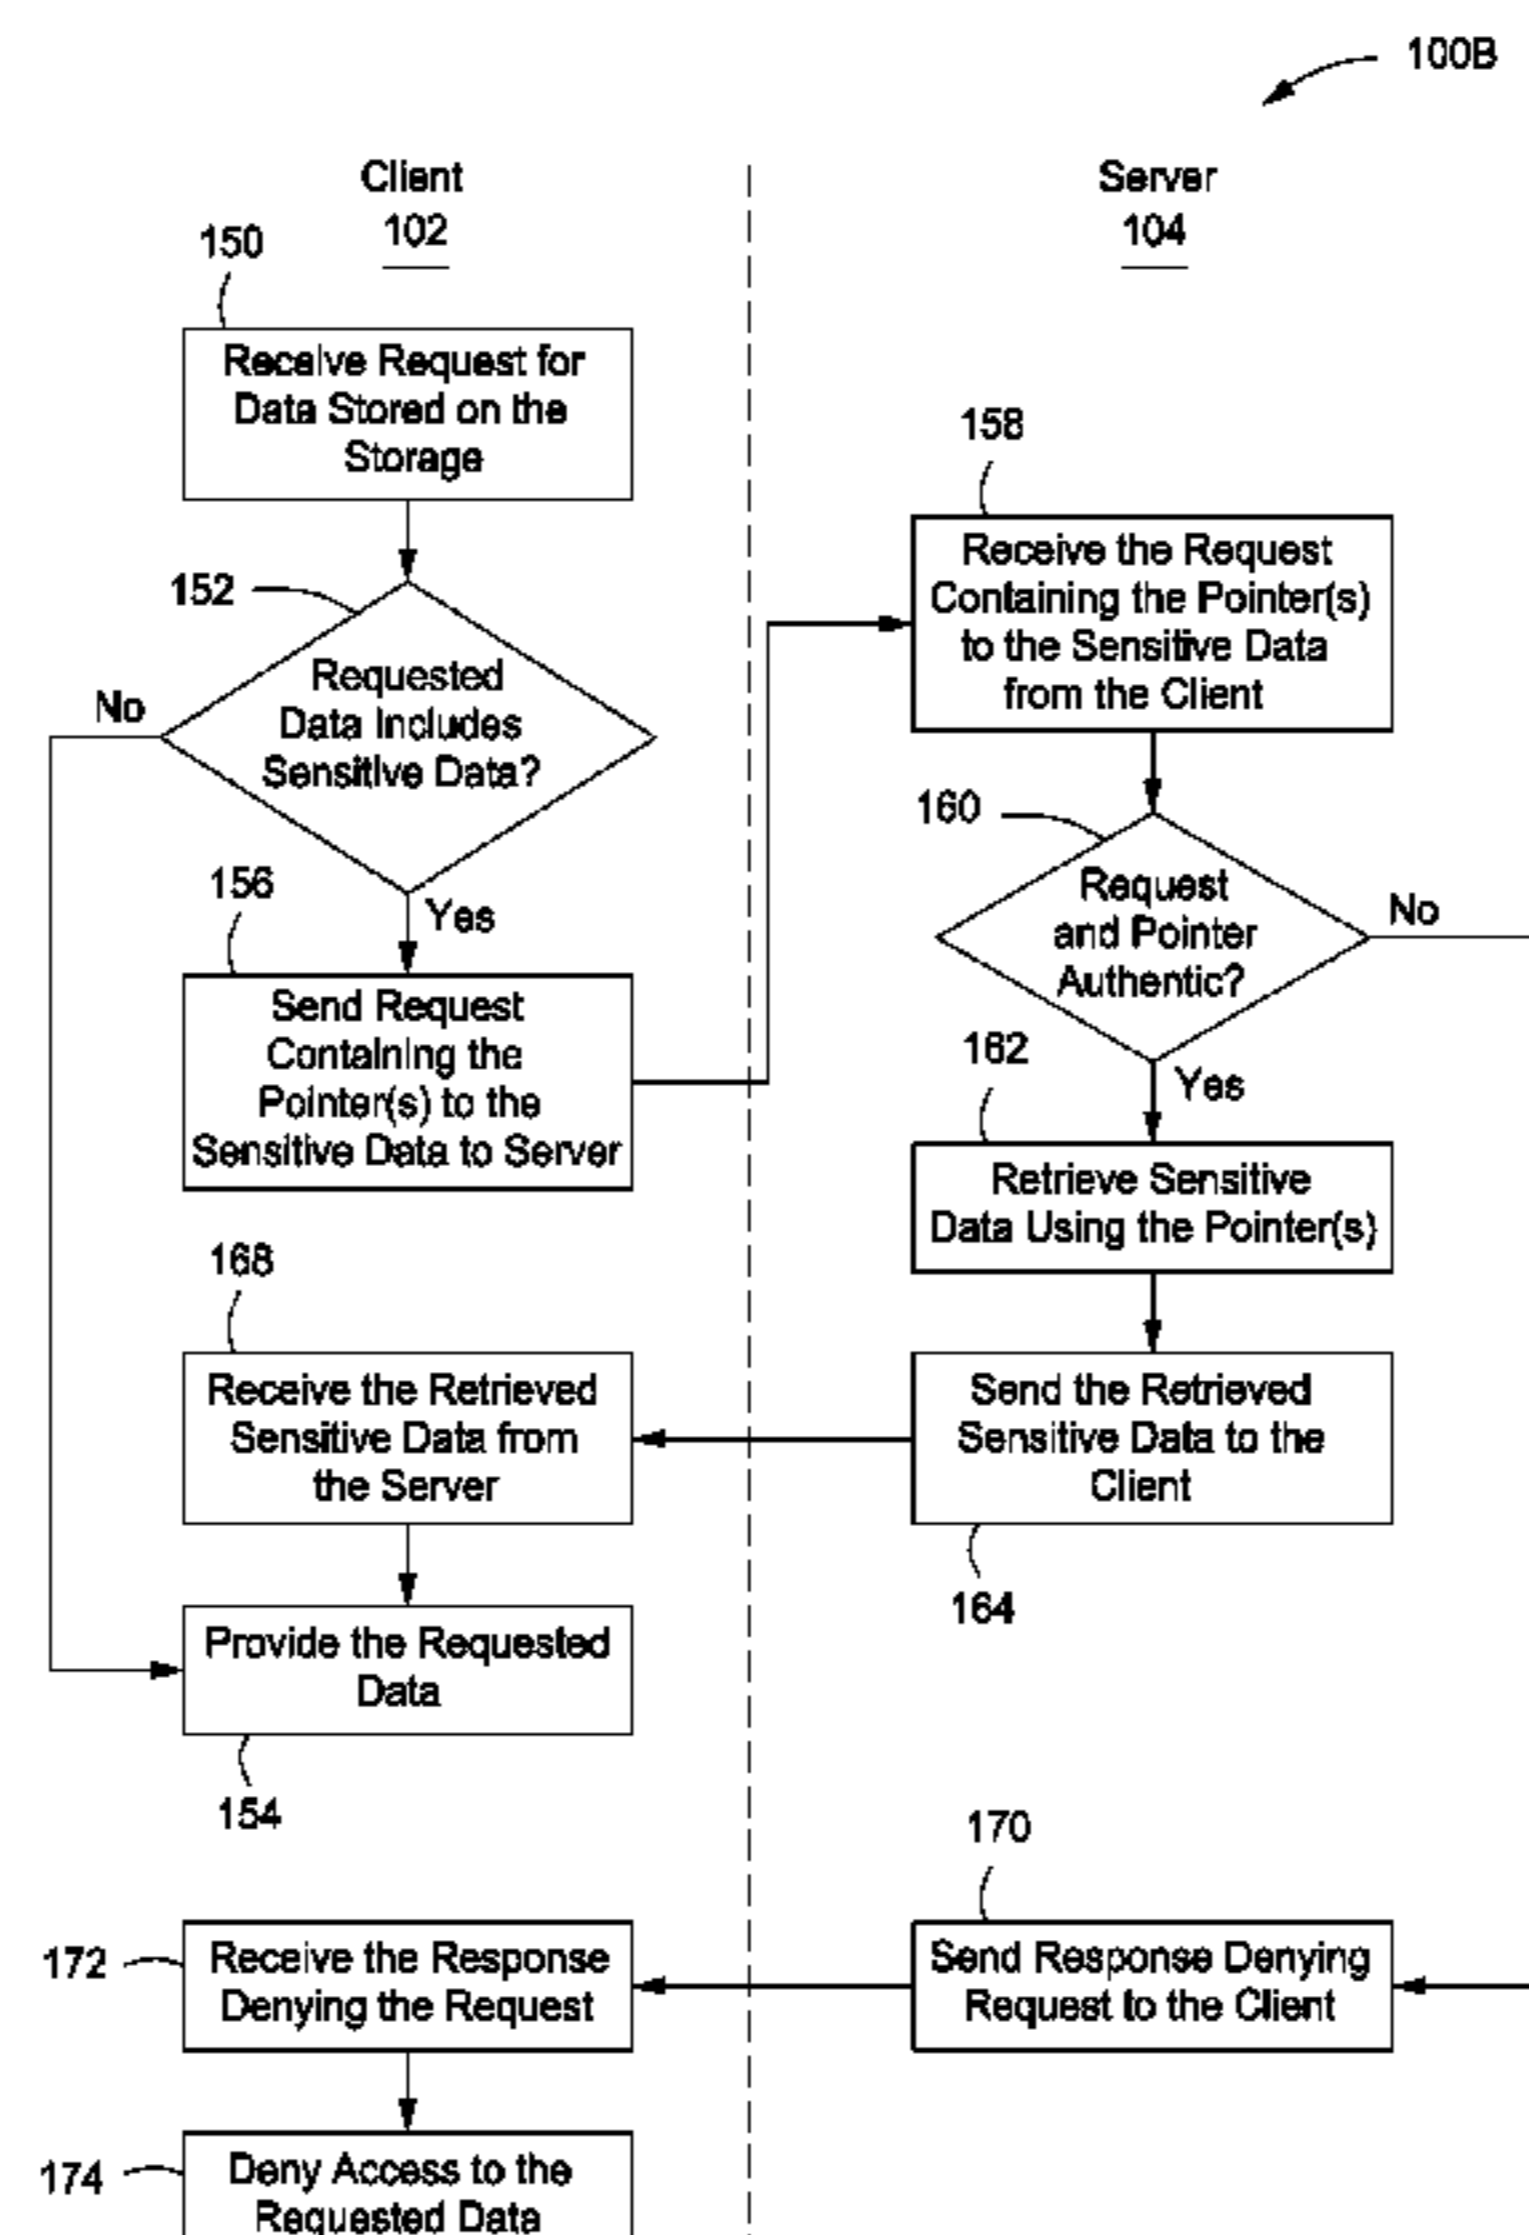 100B
Client
102
Server
104
150
Receive Request for
Data Stored on the
Storage
152
Requested
Data Includes
Sensitive Data?
No
Yes
156
Send Request
Containing the
Pointer(s) to the
Sensitive Data to Server
158
Receive the Request
Containing the Pointer(s)
to the Sensitive Data
from the Client
160
Request
and Pointer
Authentic?
No
Yes
162
Retrieve Sensitive
Data Using the Pointer(s)
168
Receive the Retrieved
Sensitive Data from
the Server
Send the Retrieved
Sensitive Data to the
Client
164
Provide the Requested
Data
154
170
172
Receive the Response
Denying the Request
Send Response Denying
Request to the Client
174
Deny Access to the
Requested Data